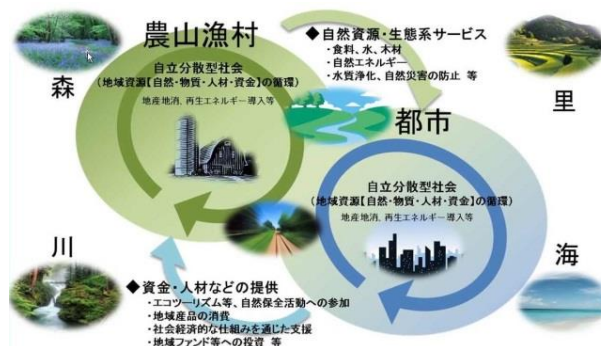 農山漁村
森
自立分散型社会
(地域資源【自然・物質・人材・資金】の循環)
地産地消、再生エネルギー導入等
◆自然資源・生態系サービス
・食料、水、木材
・自然エネルギー
・水質浄化、自然災害の防止 等
里
都市
自立分散型社会
(地域資源【自然・物質・人材・資金】の循環)
地産地消、再生エネルギー導入等
川
海
◆資金・人材などの提供
・エコツーリズム等、自然保全活動への参加
・地域産品の消費
・社会経済的な仕組みを通じた支援
・地域ファンド等への投資 等